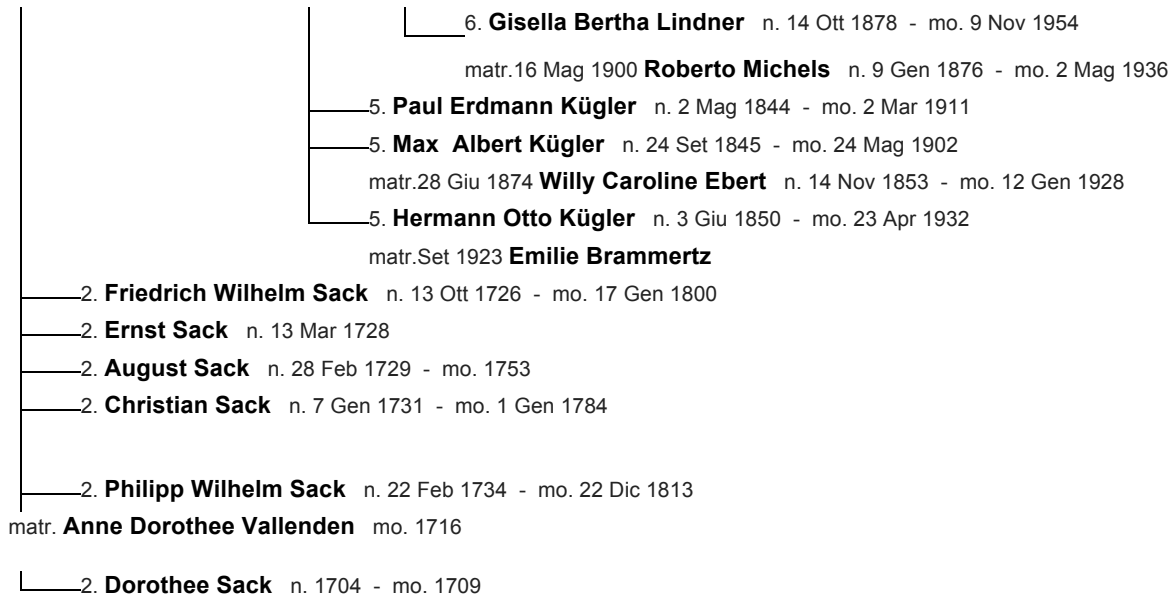 6. Gisella Bertha Lindner n. 14 Ott 1878 - mo. 9 Nov 1954
matr.16 Mag 1900 Roberto Michels n. 9 Gen 1876 - mo. 2 Mag 1936
5. Paul Erdmann Kügler n. 2 Mag 1844 - mo. 2 Mar 1911
5. Max Albert Kügler n. 24 Set 1845 - mo. 24 Mag 1902
matr.28 Giu 1874 Willy Caroline Ebert n. 14 Nov 1853 - mo. 12 Gen 1928
5. Hermann Otto Kügler n. 3 Giu 1850 - mo. 23 Apr 1932
matr.Set 1923 Emilie Brammertz
2. Friedrich Wilhelm Sack n. 13 Ott 1726 - mo. 17 Gen 1800
2. Ernst Sack n. 13 Mar 1728
2. August Sack n. 28 Feb 1729 - mo. 1753
2. Christian Sack n. 7 Gen 1731 - mo. 1 Gen 1784
2. Philipp Wilhelm Sack n. 22 Feb 1734 - mo. 22 Dic 1813
matr. Anne Dorothee Vallenden mo. 1716
2. Dorothee Sack n. 1704 - mo. 1709